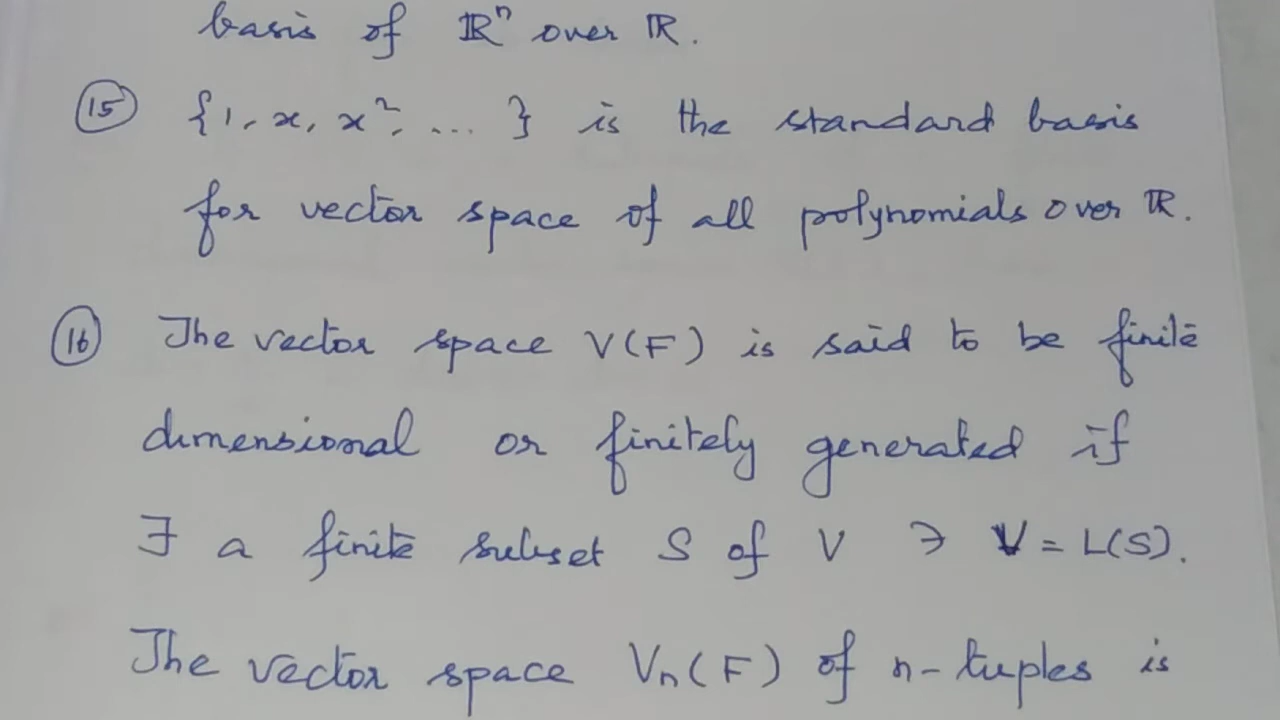 basis of ℝⁿ over ℝ.
⑮ {1, x, x², ... } is the standard basis
for vector space of all polynomials over ℝ.
⑯ The vector space V(F) is said to be finite
dimensional or finitely generated if
∃ a finite subset S of V ∋ V = L(S).
The vector space Vₙ(F) of n-tuples is